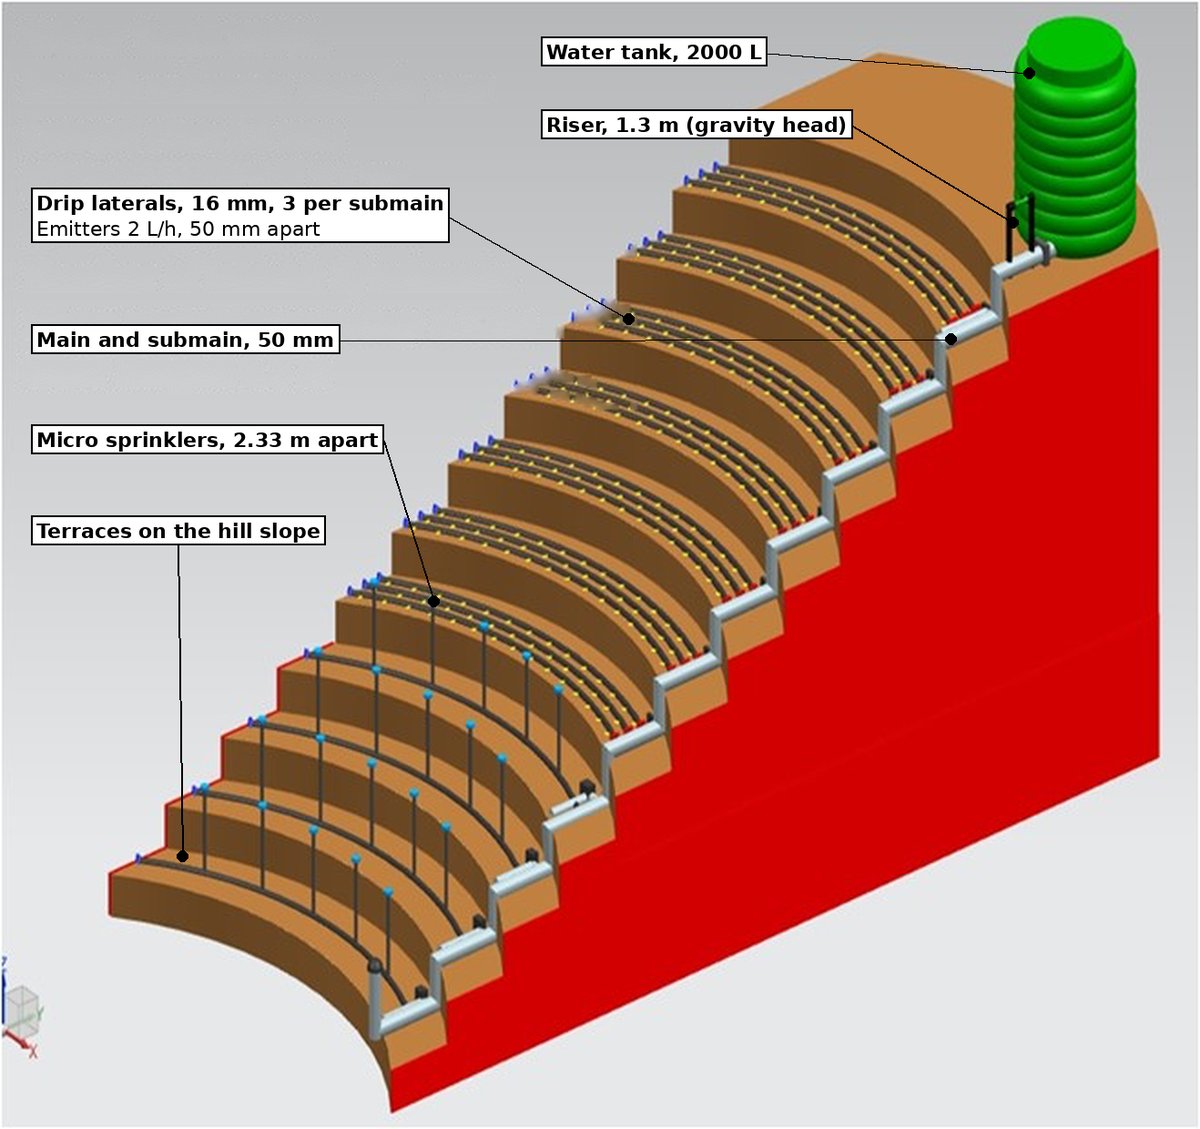 Water tank, 2000 L
Riser, 1.3 m (gravity head)
Drip laterals, 16 mm, 3 per submain
Emitters 2 L/h, 50 mm apart
Main and submain, 50 mm
Micro sprinklers, 2.33 m apart
Terraces on the hill slope
Z
Y
X